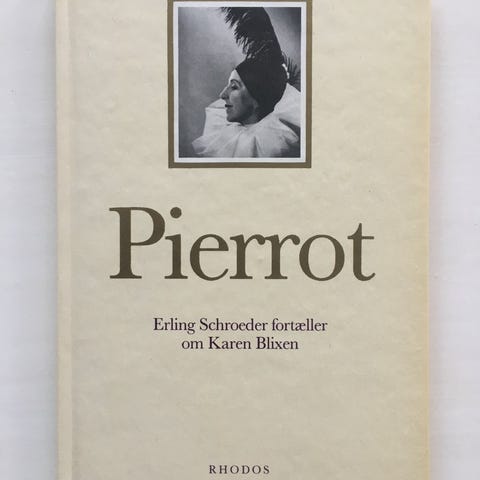 Pierrot
Erling Schroeder fortæller
om Karen Blixen
RHODOS